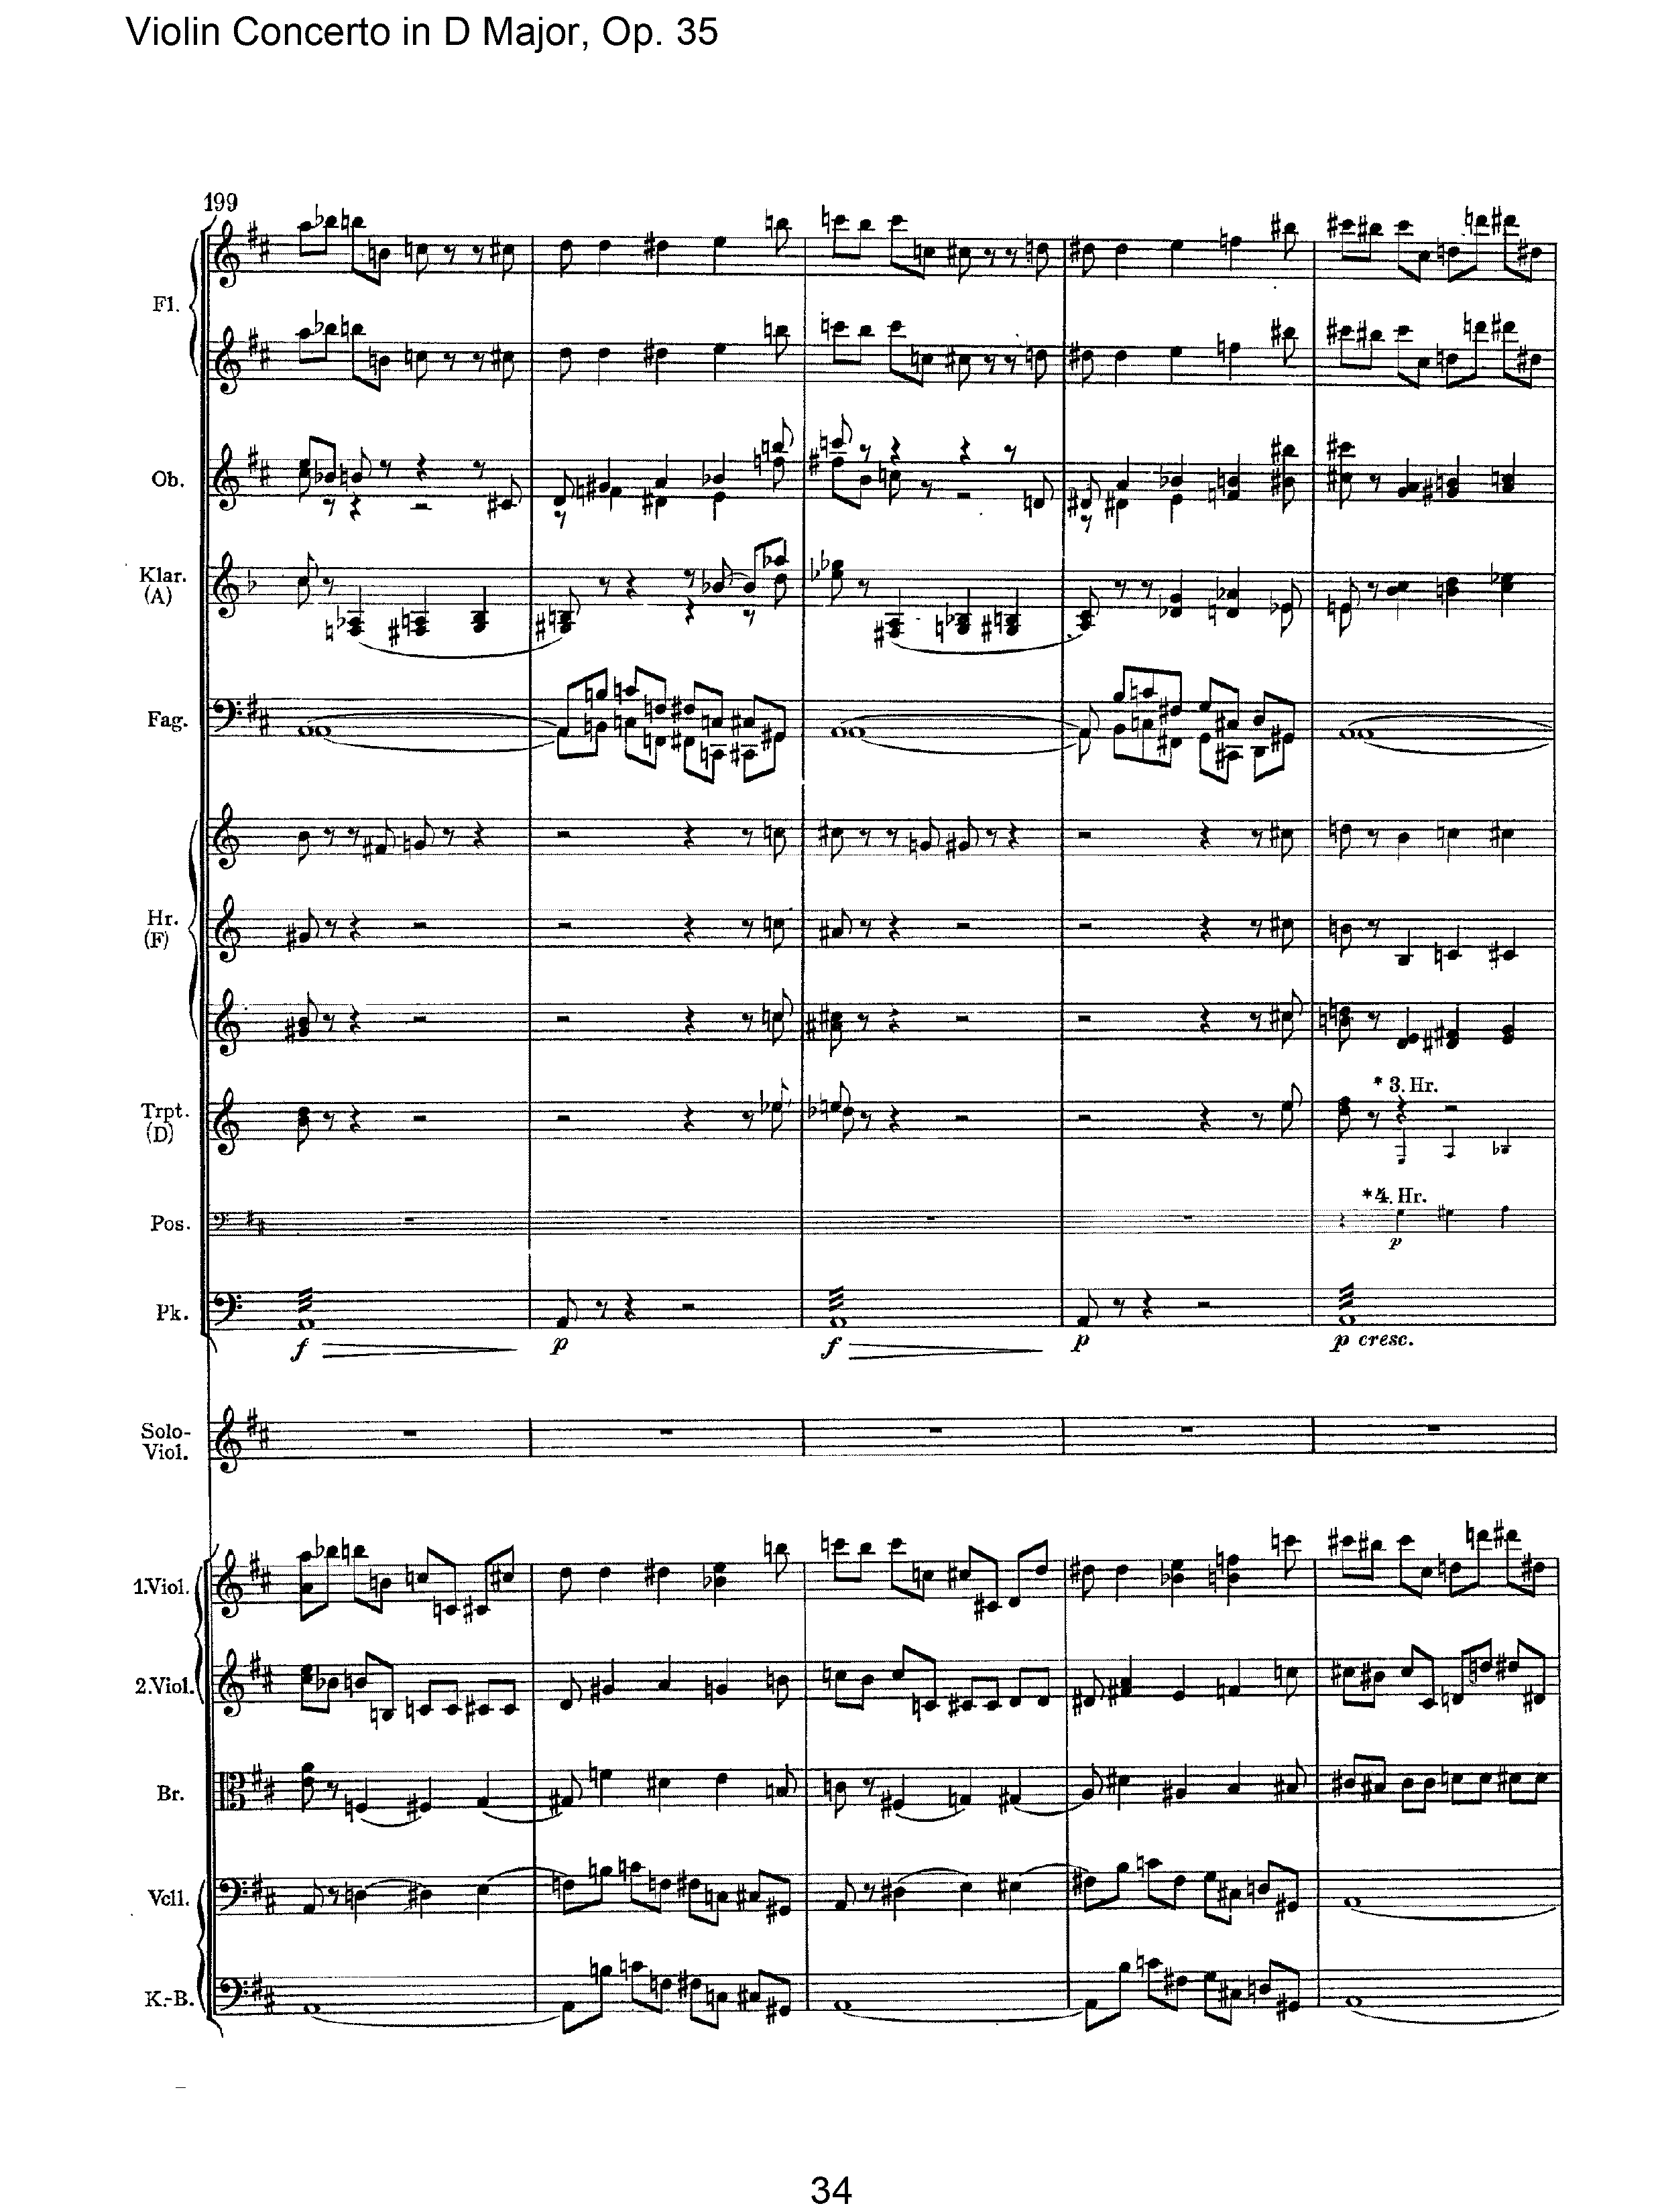 Violin Concerto in D Major, Op. 35
199
Fl.
Ob.
Klar.
(A)
Fag.
Hr.
(F)
* 3. Hr.
Trpt.
(D)
*4. Hr.
Pos.
p
Pk.
f p f p p cresc.
Solo-
Viol.
1.Viol.
2.Viol.
Br.
Vcll.
K.-B.
34